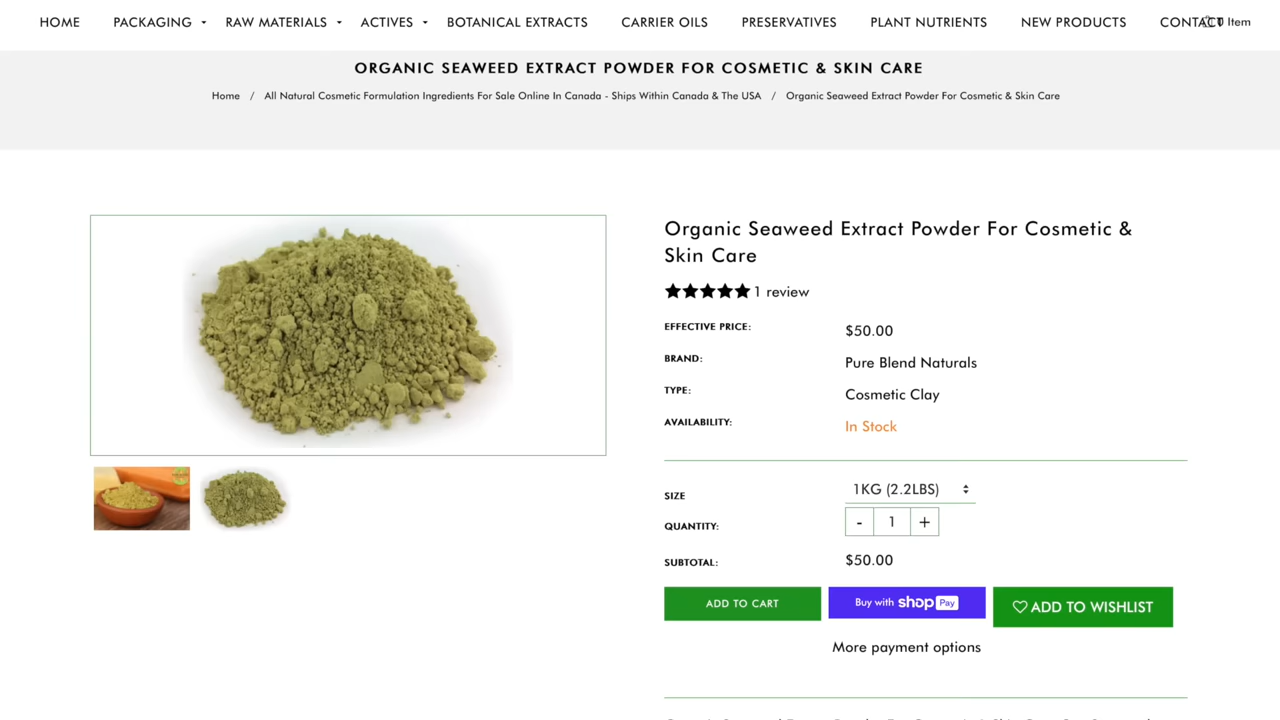 HOME PACKAGING RAW MATERIALS ACTIVES BOTANICAL EXTRACTS CARRIER OILS PRESERVATIVES PLANT NUTRIENTS NEW PRODUCTS CONTACT 0 Item
ORGANIC SEAWEED EXTRACT POWDER FOR COSMETIC & SKIN CARE
Home / All Natural Cosmetic Formulation Ingredients For Sale Online In Canada - Ships Within Canada & The USA / Organic Seaweed Extract Powder For Cosmetic & Skin Care
Organic Seaweed Extract Powder For Cosmetic &
Skin Care
1 review
EFFECTIVE PRICE: $50.00
BRAND: Pure Blend Naturals
TYPE: Cosmetic Clay
AVAILABILITY: In Stock
SIZE 1KG (2.2LBS)
QUANTITY: - 1 +
SUBTOTAL: $50.00
ADD TO CART Buy with shop Pay ADD TO WISHLIST
More payment options